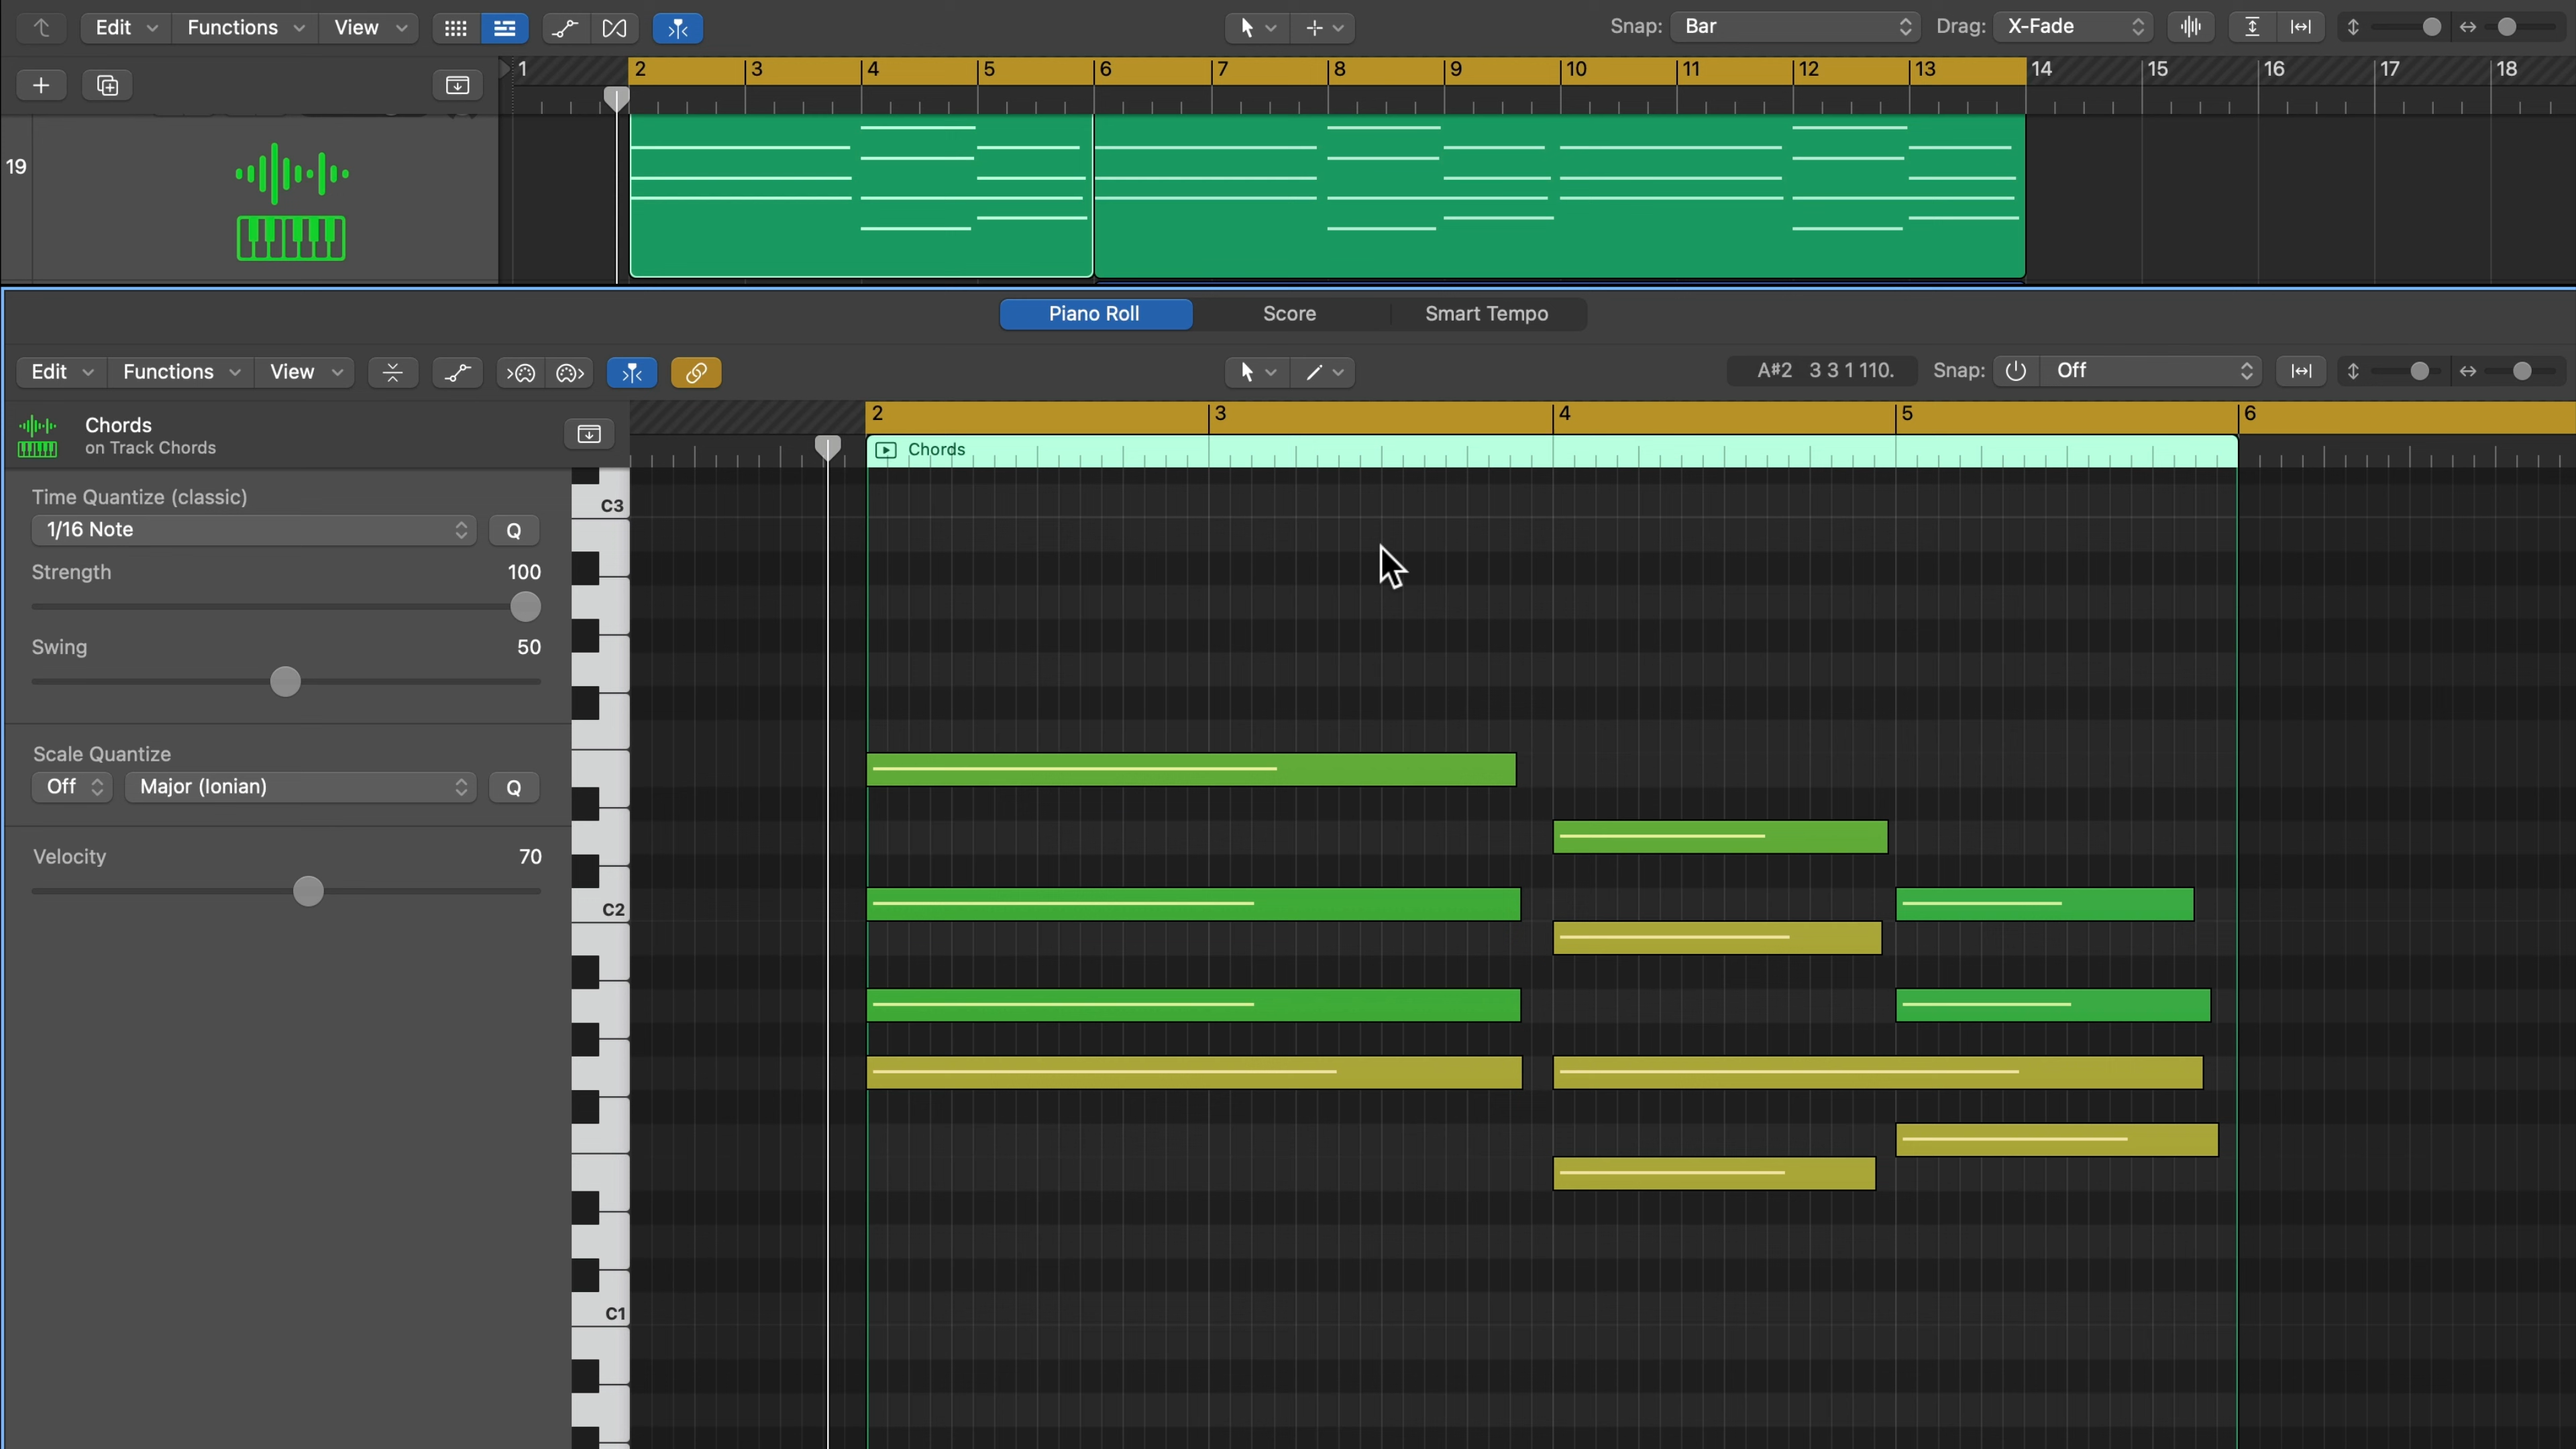 Edit Functions View Snap: Bar Drag: X-Fade
1 2 3 4 5 6 7 8 9 10 11 12 13 14 15 16 17 18
19
Piano Roll Score Smart Tempo
Edit Functions View A#2 3 3 1 110. Snap: Off
2 3 4 5 6
Chords
on Track Chords
Chords
Time Quantize (classic)
1/16 Note Q
Strength 100
Swing 50
Scale Quantize
Off Major (Ionian) Q
Velocity 70
C3
C2
C1